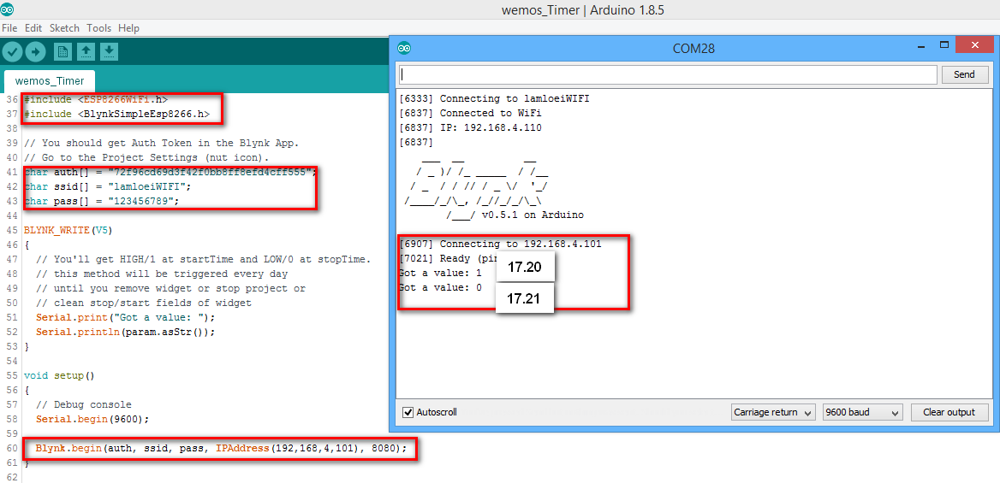 wemos_Timer | Arduino 1.8.5
File Edit Sketch Tools Help
wemos_Timer
36 #include <ESP8266WiFi.h>
37 #include <BlynkSimpleEsp8266.h>
38
39 // You should get Auth Token in the Blynk App.
40 // Go to the Project Settings (nut icon).
41 char auth[] = "72f96cd69d3f42f0bb8ff8efd4cff555";
42 char ssid[] = "lamloeiWIFI";
43 char pass[] = "123456789";
44
45 BLYNK_WRITE(V5)
46 {
47 // You'll get HIGH/1 at startTime and LOW/0 at stopTime.
48 // this method will be triggered every day
49 // until you remove widget or stop project or
50 // clean stop/start fields of widget
51 Serial.print("Got a value: ");
52 Serial.println(param.asStr());
53 }
54
55 void setup()
56 {
57 // Debug console
58 Serial.begin(9600);
59
60 Blynk.begin(auth, ssid, pass, IPAddress(192,168,4,101), 8080);
61 }
62
COM28
Send
[6333] Connecting to lamloeiWIFI
[6837] Connected to WiFi
[6837] IP: 192.168.4.110
[6837]
    ___  __          __
   / _ )/ /_ _____  / /__
  / _  / / // / _ \/  '_/
 /____/_/\_, /_//_/_/\_\
        /___/ v0.5.1 on Arduino
[6907] Connecting to 192.168.4.101
[7021] Ready (pin
Got a value: 1
17.20
Got a value: 0
17.21
Autoscroll
Carriage return
9600 baud
Clear output